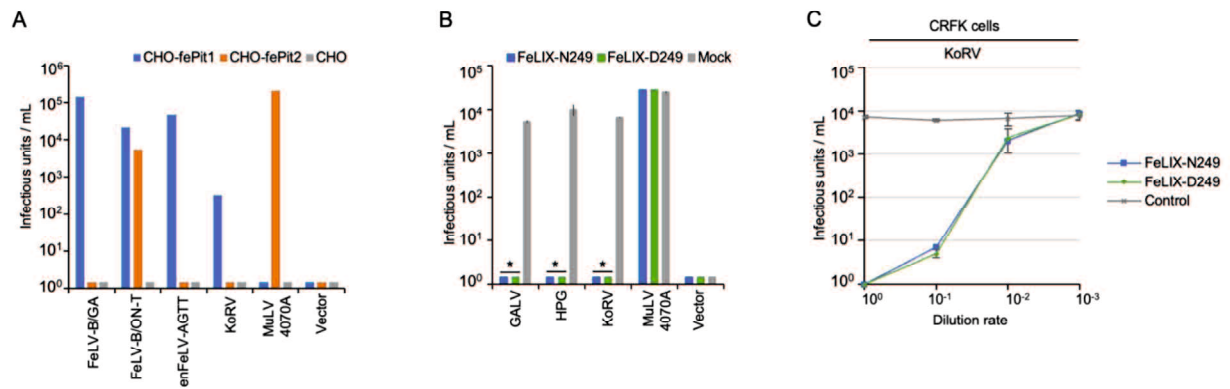 A
CHO-fePit1 CHO-fePit2 CHO
10⁶
10⁵
10⁴
10³
10²
10¹
10⁰
Infectious units / mL
FeLV-B/GA
FeLV-B/ON-T
enFeLV-AGTT
KoRV
MuLV
4070A
Vector
B
FeLIX-N249 FeLIX-D249 Mock
10⁵
10⁴
10³
10²
10¹
10⁰
Infectious units / mL
★ ★ ★
GALV
HPG
KoRV
MuLV
4070A
Vector
C
CRFK cells
KoRV
10⁵
10⁴
10³
10²
10¹
10⁰
Infectious units / mL
10⁰ 10⁻¹ 10⁻² 10⁻³
Dilution rate
FeLIX-N249
FeLIX-D249
Control